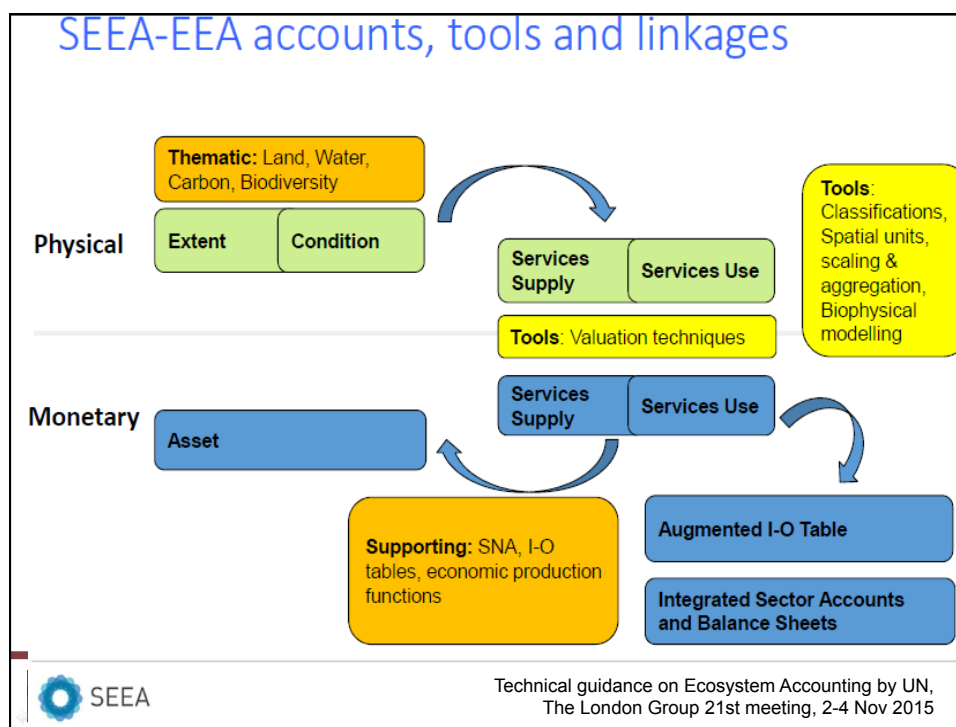 SEEA-EEA accounts, tools and linkages
Thematic: Land, Water,
Carbon, Biodiversity
Physical
Extent
Condition
Services
Supply
Services Use
Tools:
Classifications,
Spatial units,
scaling &
aggregation,
Biophysical
modelling
Tools: Valuation techniques
Monetary
Asset
Services
Supply
Services Use
Supporting: SNA, I-O
tables, economic production
functions
Augmented I-O Table
Integrated Sector Accounts
and Balance Sheets
SEEA
Technical guidance on Ecosystem Accounting by UN,
The London Group 21st meeting, 2-4 Nov 2015